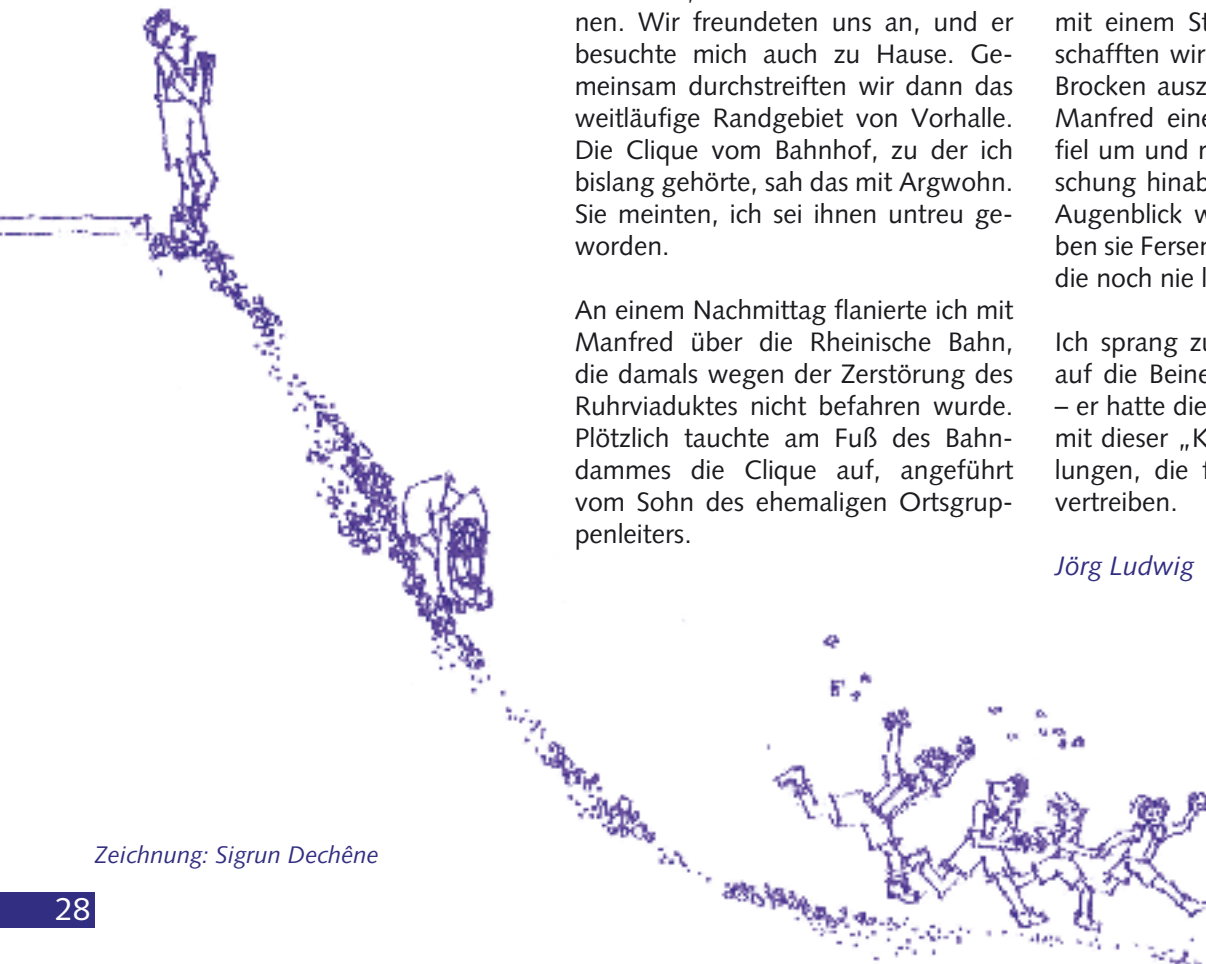 nen. Wir freundeten uns an, und er
besuchte mich auch zu Hause. Ge-
meinsam durchstreiften wir dann das
weitläufige Randgebiet von Vorhalle.
Die Clique vom Bahnhof, zu der ich
bislang gehörte, sah das mit Argwohn.
Sie meinten, ich sei ihnen untreu ge-
worden.
An einem Nachmittag flanierte ich mit
Manfred über die Rheinische Bahn,
die damals wegen der Zerstörung des
Ruhrviaduktes nicht befahren wurde.
Plötzlich tauchte am Fuß des Bahn-
dammes die Clique auf, angeführt
vom Sohn des ehemaligen Ortsgrup-
penleiters.
mit einem St
schafften wir
Brocken ausz
Manfred eine
fiel um und r
schung hinab
Augenblick w
ben sie Ferser
die noch nie l
Ich sprang zu
auf die Beine
– er hatte die
mit dieser „K
lungen, die f
vertreiben.
Jörg Ludwig
Zeichnung: Sigrun Dechêne
28